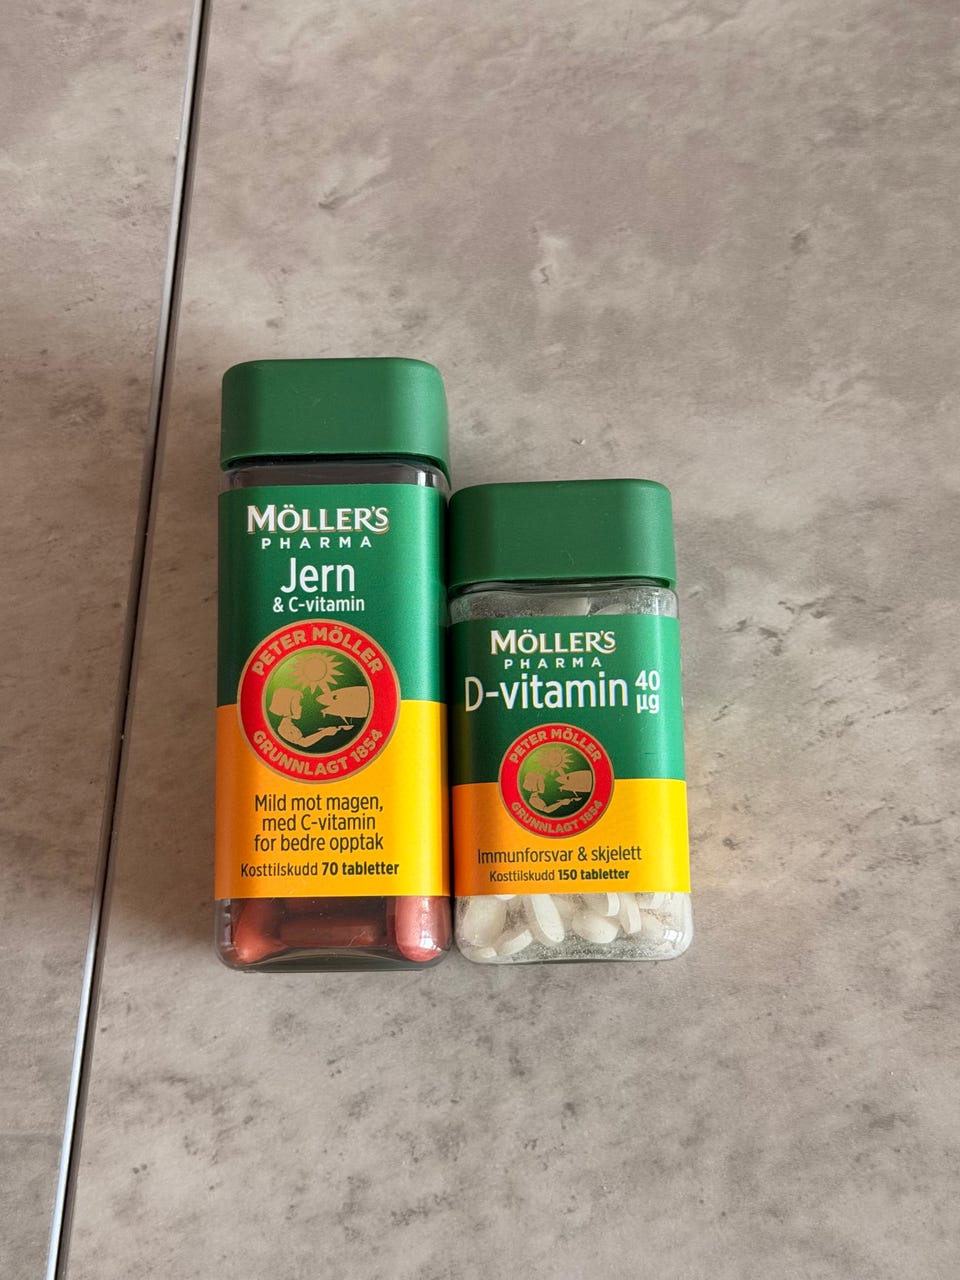 MÖLLER'S
PHARMA
Jern
& C-vitamin
PETER MÖLLER
GRUNNLAGT 1854
Mild mot magen,
med C-vitamin
for bedre opptak
Kosttilskudd 70 tabletter
MÖLLER'S
PHARMA
D-vitamin 40 µg
PETER MÖLLER
GRUNNLAGT 1854
Immunforsvar & skjelett
Kosttilskudd 150 tabletter